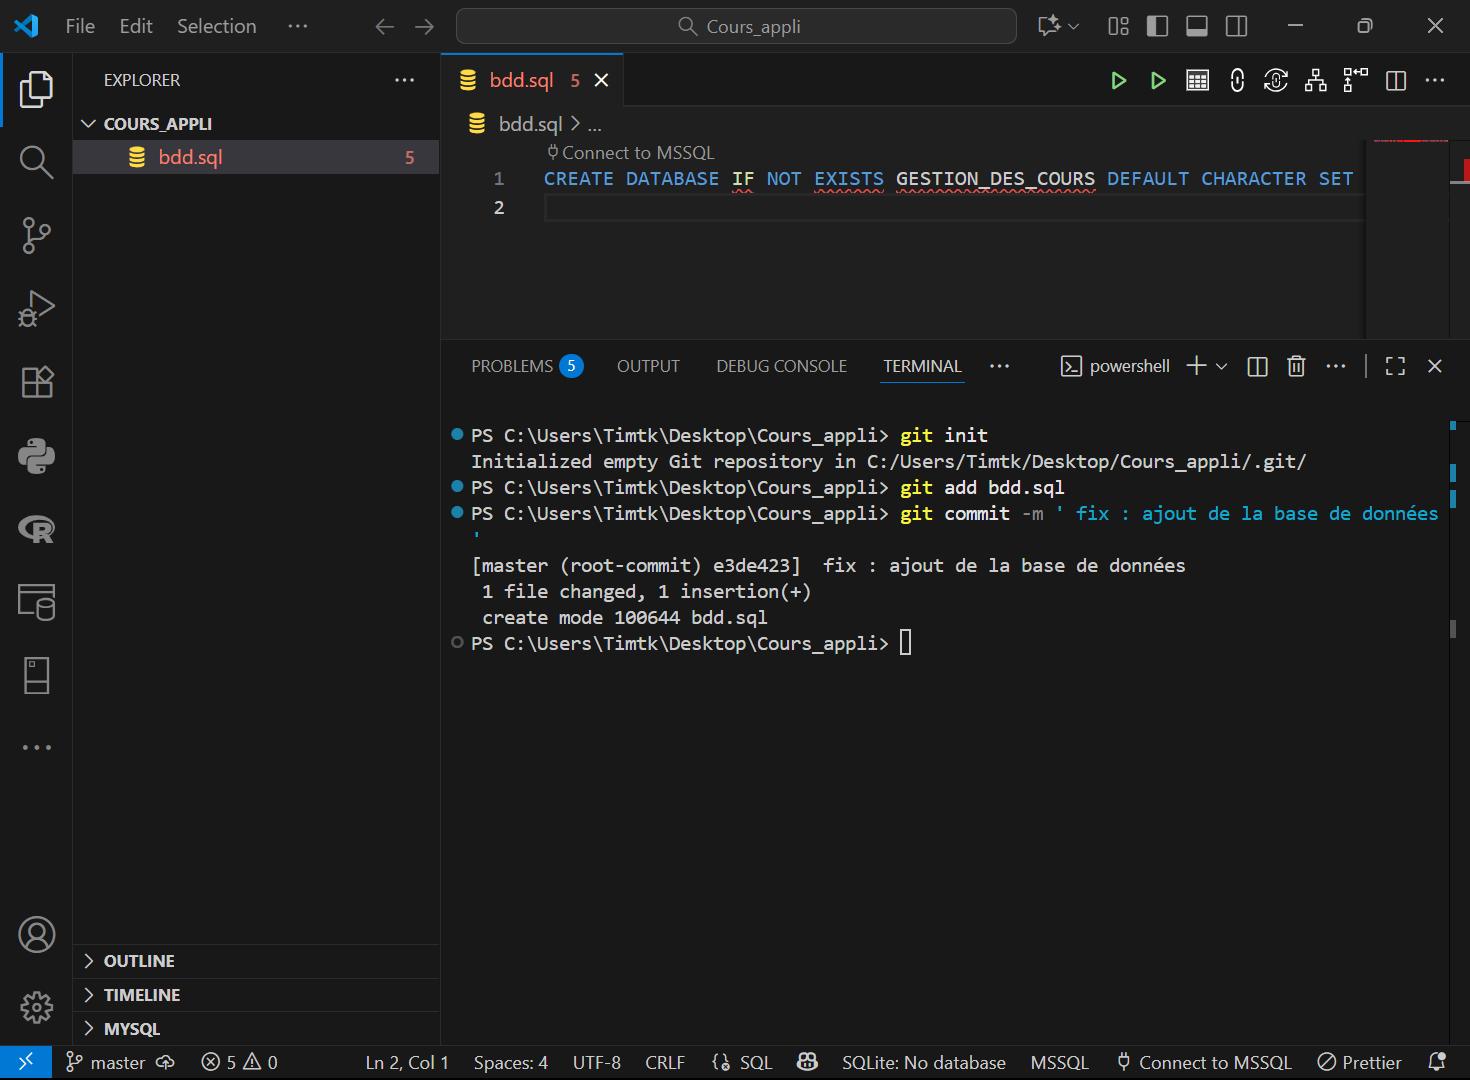 File Edit Selection ··· Cours_appli
EXPLORER ···
COURS_APPLI
bdd.sql 5
bdd.sql 5
bdd.sql > ...
Connect to MSSQL
1 CREATE DATABASE IF NOT EXISTS GESTION_DES_COURS DEFAULT CHARACTER SET
2
PROBLEMS 5 OUTPUT DEBUG CONSOLE TERMINAL ··· powershell
PS C:\Users\Timtk\Desktop\Cours_appli> git init
Initialized empty Git repository in C:/Users/Timtk/Desktop/Cours_appli/.git/
PS C:\Users\Timtk\Desktop\Cours_appli> git add bdd.sql
PS C:\Users\Timtk\Desktop\Cours_appli> git commit -m ' fix : ajout de la base de données
'
[master (root-commit) e3de423]  fix : ajout de la base de données
 1 file changed, 1 insertion(+)
 create mode 100644 bdd.sql
PS C:\Users\Timtk\Desktop\Cours_appli>
OUTLINE
TIMELINE
MYSQL
master 5 0 Ln 2, Col 1 Spaces: 4 UTF-8 CRLF SQL SQLite: No database MSSQL Connect to MSSQL Prettier